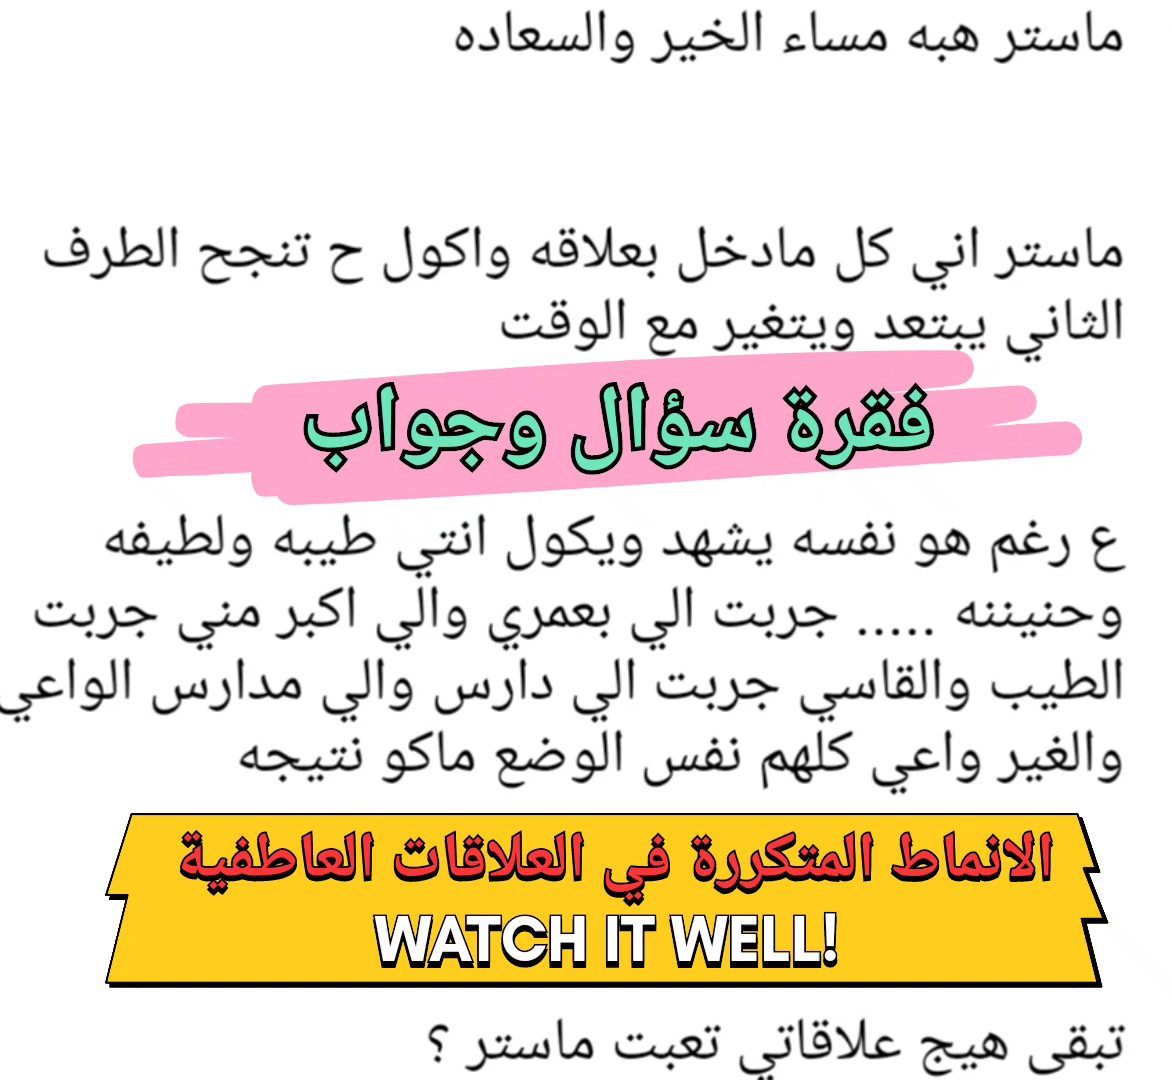 ماستر هبه مساء الخير والسعاده
ماستر اني كل مادخل بعلاقه واكول ح تنجح الطرف
الثاني يبتعد ويتغير مع الوقت
فقرة سؤال وجواب
ع رغم هو نفسه يشهد ويكول انتي طيبه ولطيفه
وحنيننه ..... جربت الي بعمري والي اكبر مني جربت
الطيب والقاسي جربت الي دارس والي مدارس الواعي
والغير واعي كلهم نفس الوضع ماكو نتيجه
الانماط المتكررة في العلاقات العاطفية
WATCH IT WELL!
تبقى هيج علاقاتي تعبت ماستر ؟